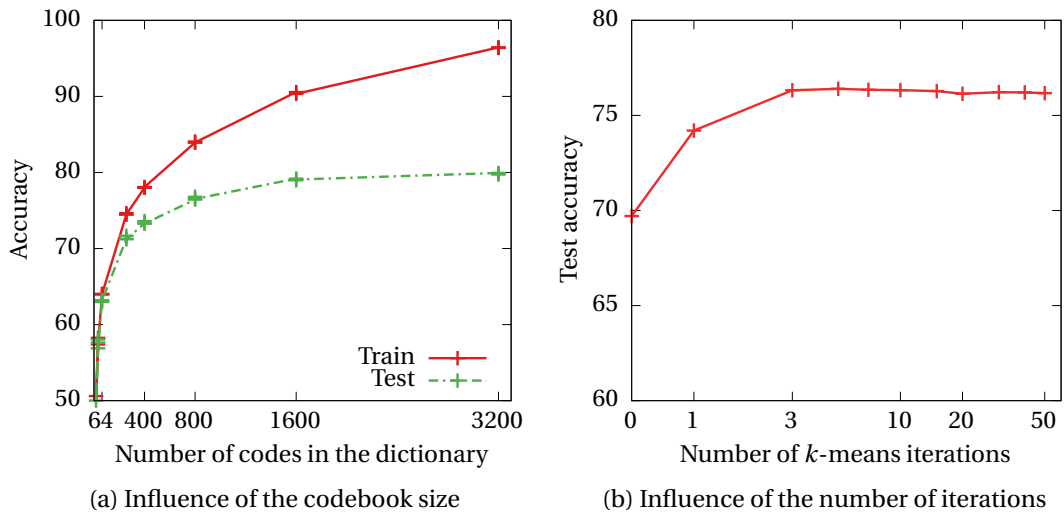 100
90
80
70
60
50
Accuracy
Train
Test
64 400 800 1600 3200
Number of codes in the dictionary
(a) Influence of the codebook size
80
75
70
65
60
Test accuracy
0 1 3 10 20 50
Number of k-means iterations
(b) Influence of the number of iterations